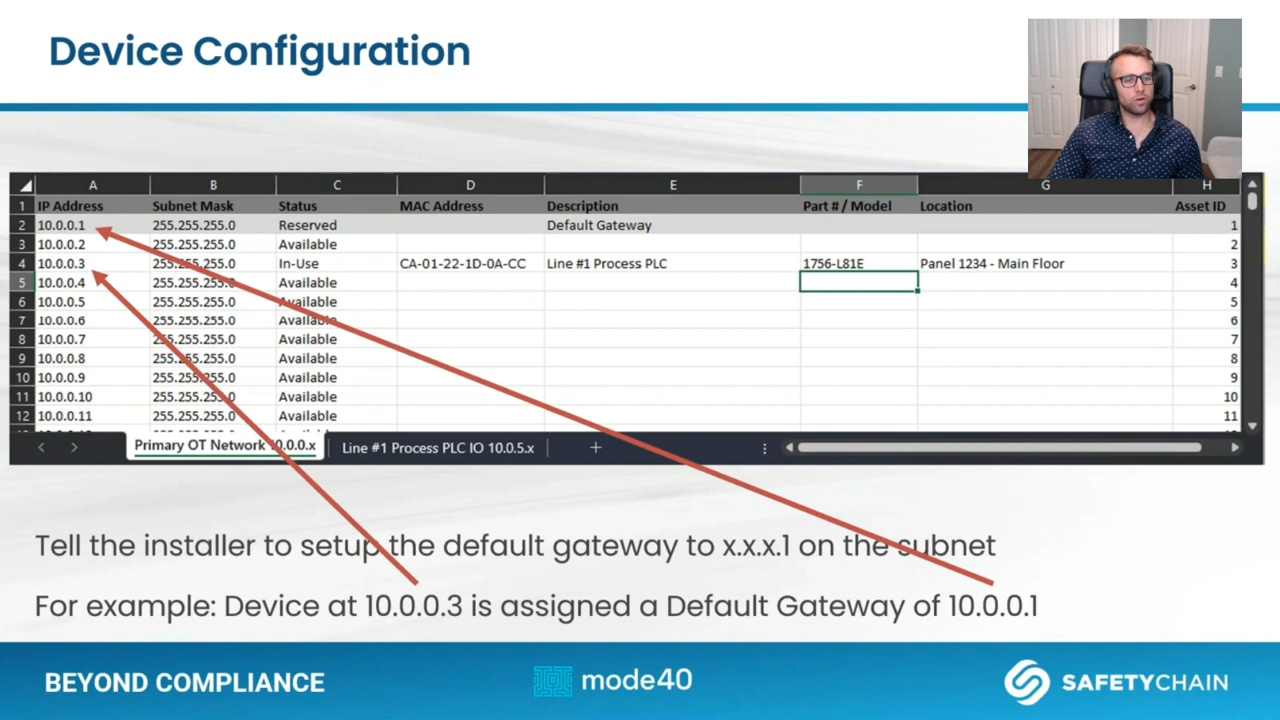 Device Configuration
A B C D E F G H
1 IP Address Subnet Mask Status MAC Address Description Part # / Model Location Asset ID
2 10.0.0.1 255.255.255.0 Reserved Default Gateway 1
3 10.0.0.2 255.255.255.0 Available 2
4 10.0.0.3 255.255.255.0 In-Use CA-01-22-1D-0A-CC Line #1 Process PLC 1756-L81E Panel 1234 - Main Floor 3
5 10.0.0.4 255.255.255.0 Available 4
6 10.0.0.5 255.255.255.0 Available 5
7 10.0.0.6 255.255.255.0 Available 6
8 10.0.0.7 255.255.255.0 Available 7
9 10.0.0.8 255.255.255.0 Available 8
10 10.0.0.9 255.255.255.0 Available 9
11 10.0.0.10 255.255.255.0 Available 10
12 10.0.0.11 255.255.255.0 Available 11
Primary OT Network 10.0.0.x Line #1 Process PLC IO 10.0.5.x
Tell the installer to setup the default gateway to x.x.x.1 on the subnet
For example: Device at 10.0.0.3 is assigned a Default Gateway of 10.0.0.1
BEYOND COMPLIANCE mode40 SAFETYCHAIN